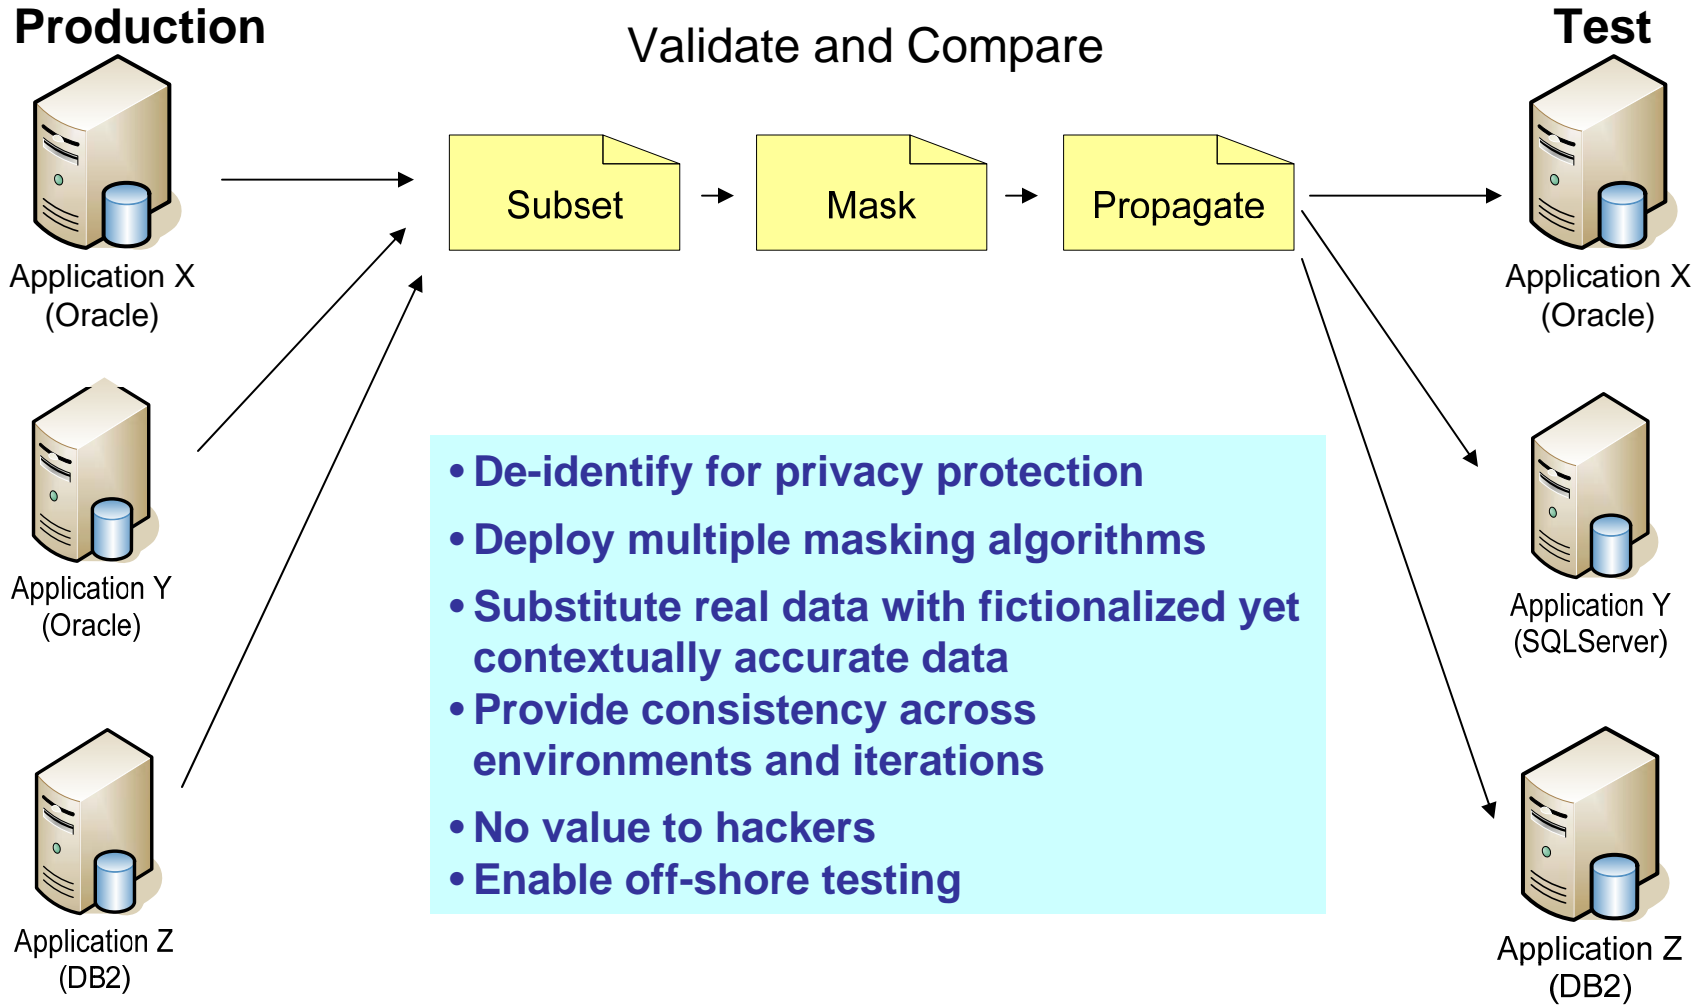 Production
Validate and Compare
Test
Subset
Mask
Propagate
Application X
(Oracle)
Application X
(Oracle)
Application Y
(Oracle)
Application Y
(SQLServer)
• De-identify for privacy protection
• Deploy multiple masking algorithms
• Substitute real data with fictionalized yet
contextually accurate data
• Provide consistency across
environments and iterations
• No value to hackers
• Enable off-shore testing
Application Z
(DB2)
Application Z
(DB2)